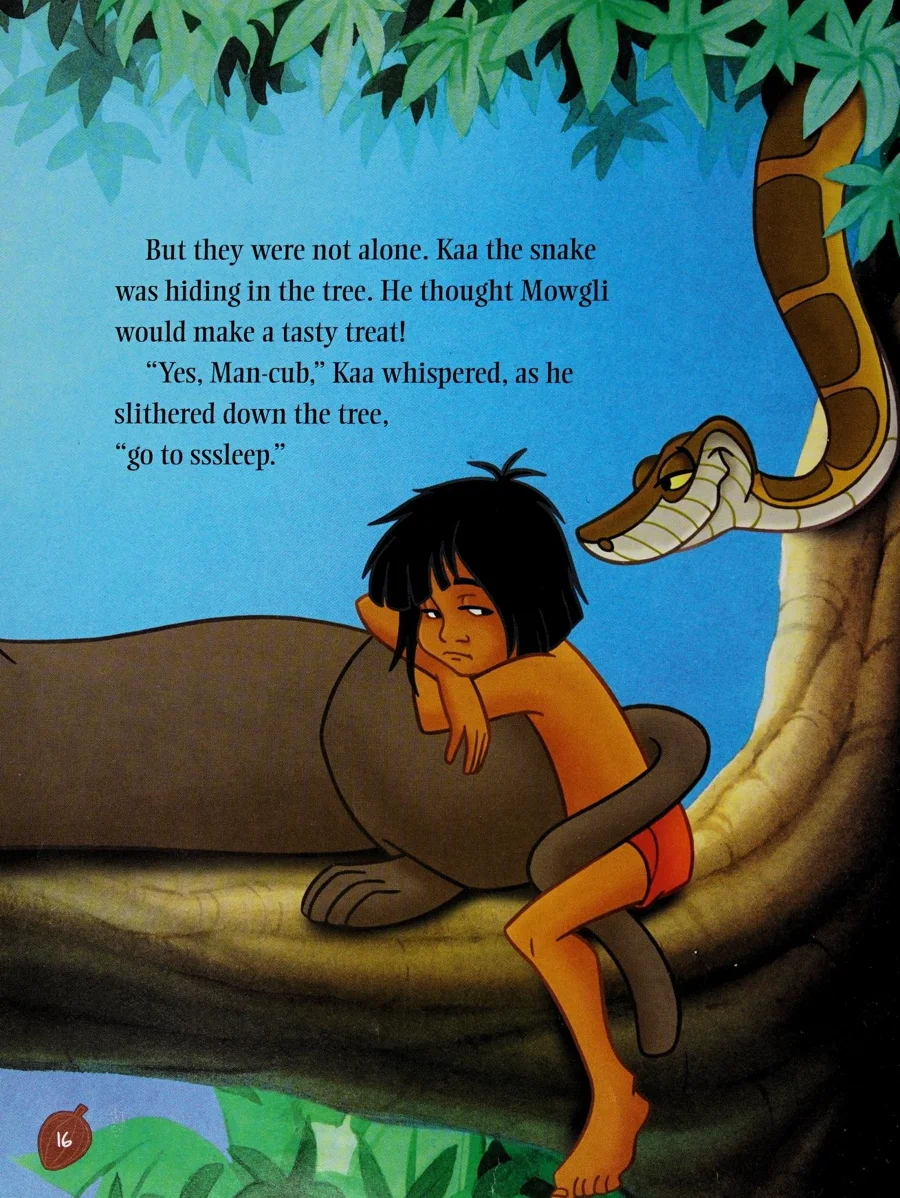 But they were not alone. Kaa the snake
was hiding in the tree. He thought Mowgli
would make a tasty treat!
“Yes, Man-cub,” Kaa whispered, as he
slithered down the tree,
“go to sssleep.”
16